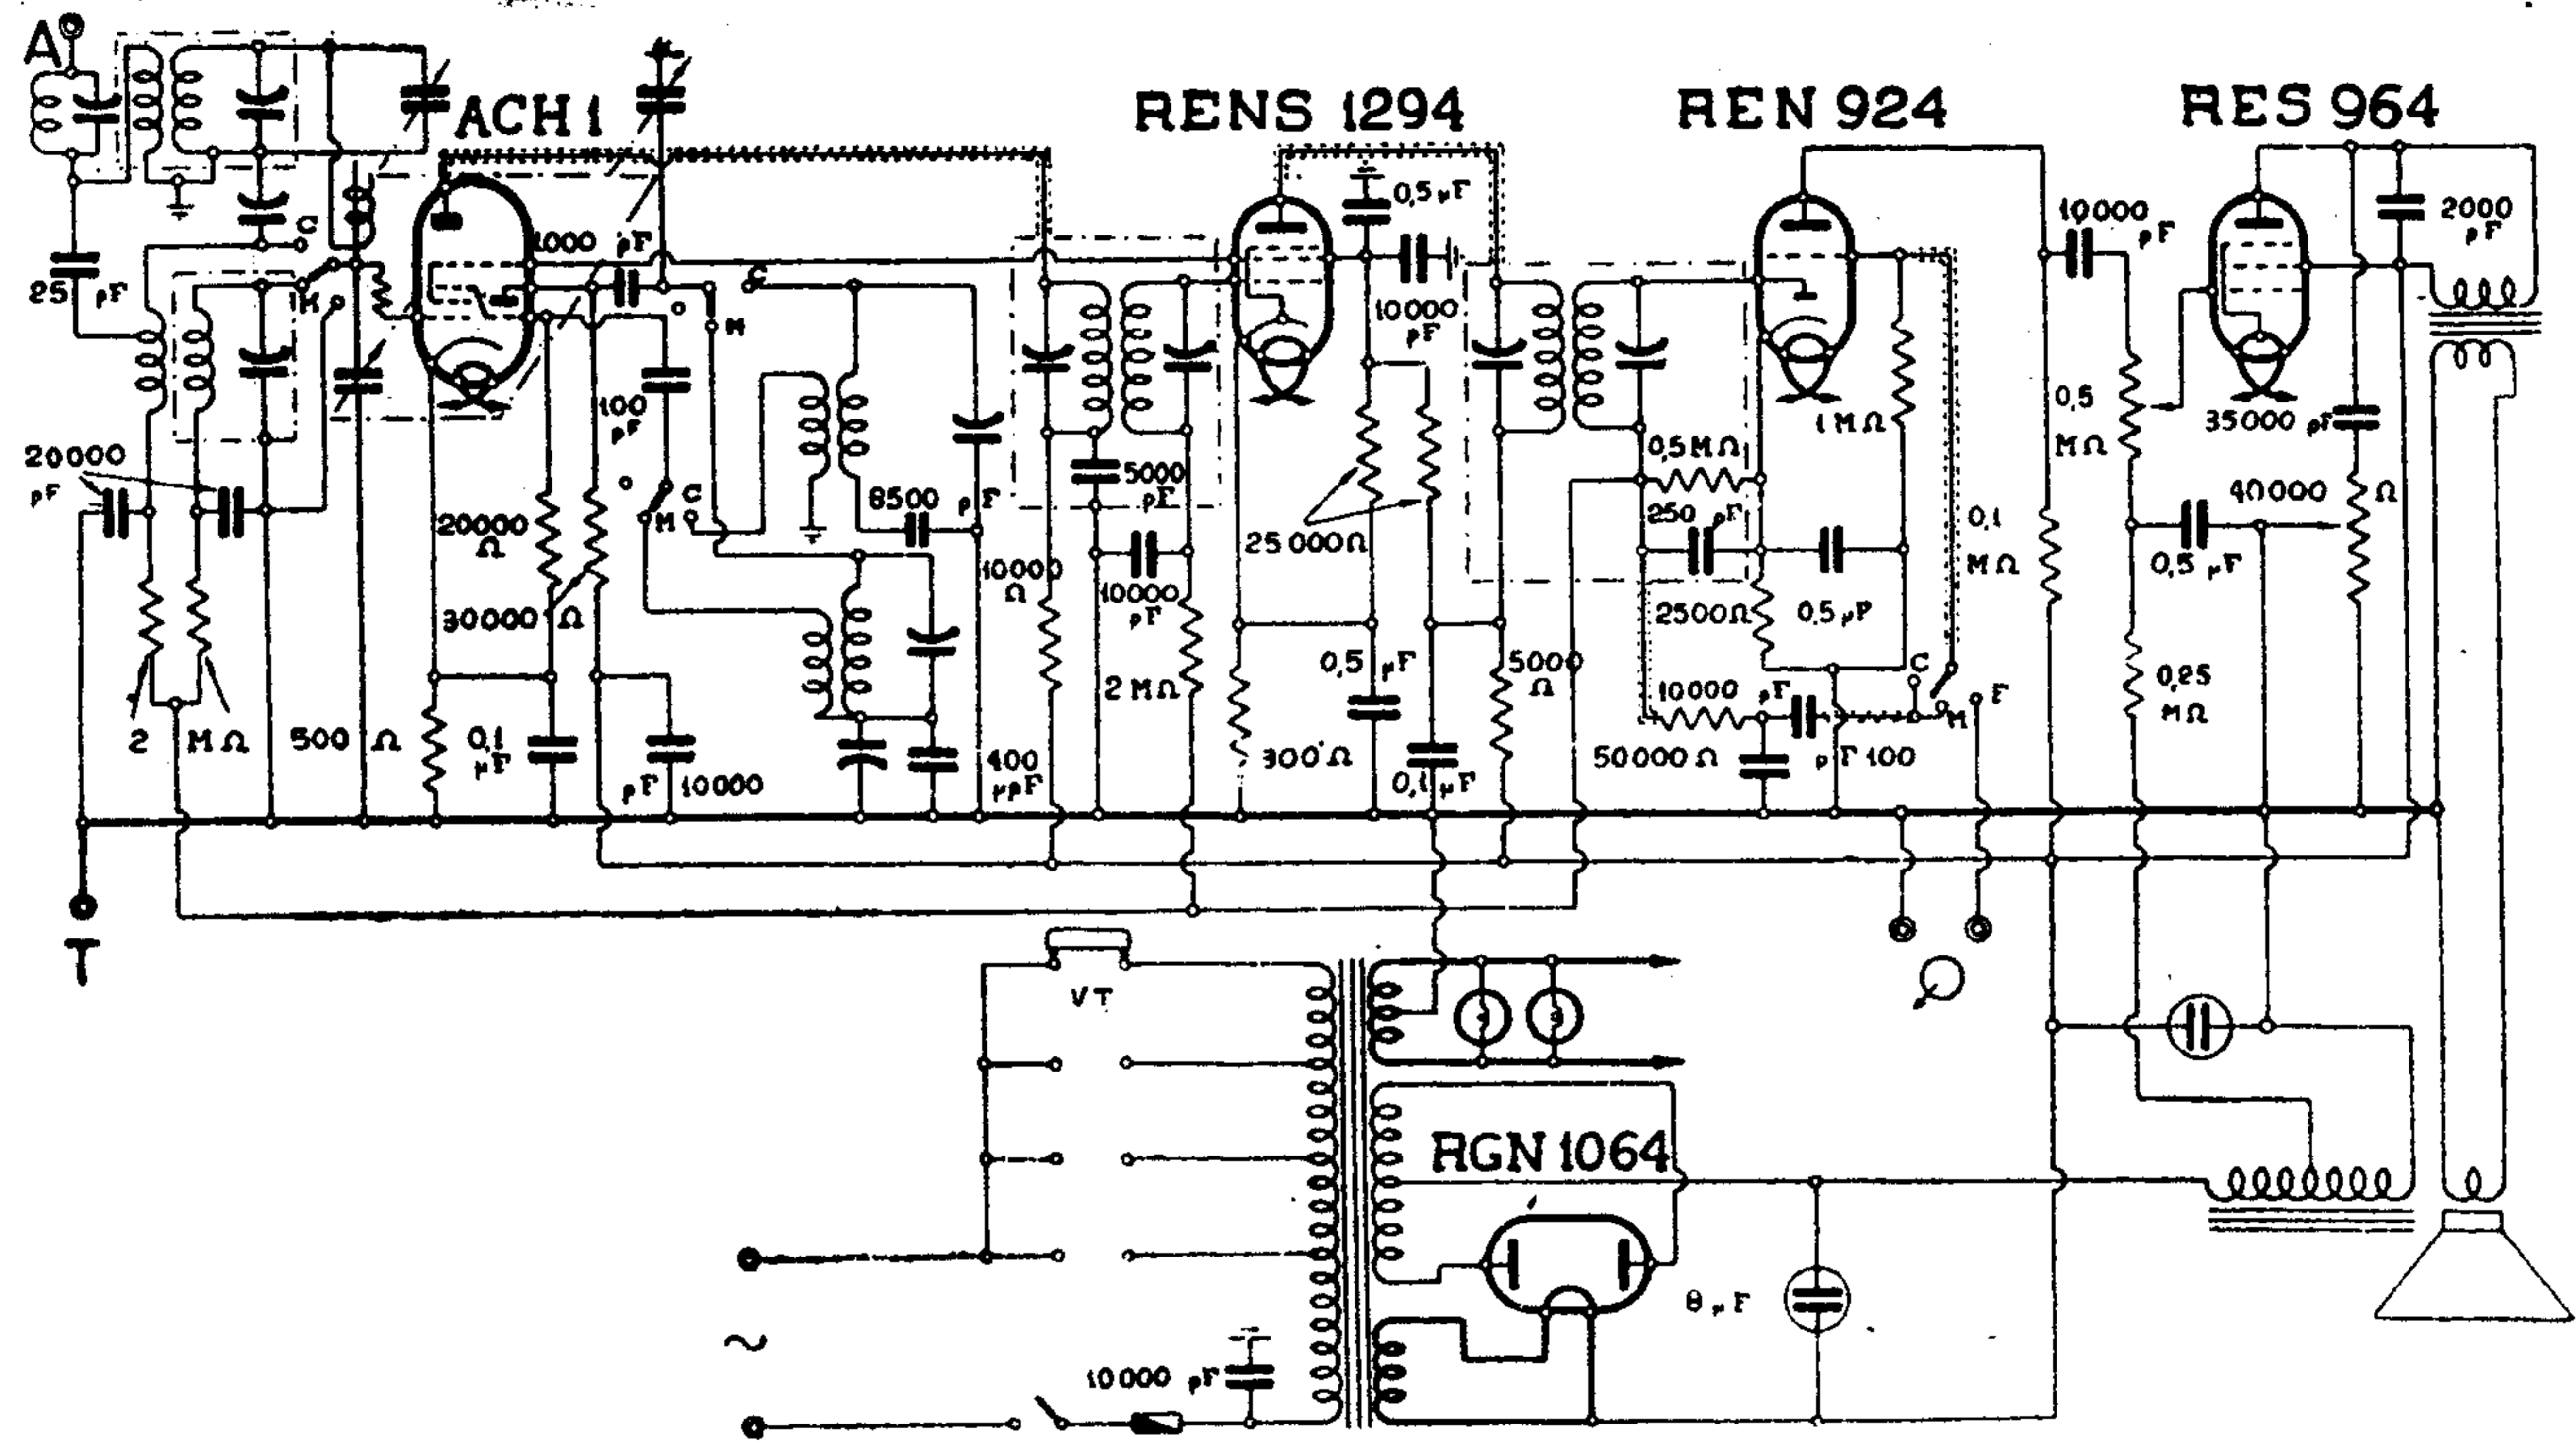 A
ACH 1
RENS 1294
REN 924
RES 964
25 pF
C
M
1000 pF
C
M
0,5 µF
10000 pF
10000 pF
2000 pF
20000 pF
100 pF
C
M
8500 pF
5000 pF
0,5 MΩ
1 MΩ
0,5 MΩ
35000 pF
20000 Ω
30000 Ω
10000 Ω
10000 pF
25000 Ω
250 pF
0,1 MΩ
0,5 µF
40000 Ω
2500 Ω
0,5 µF
2 MΩ
500 Ω
0,1 µF
pF 10000
400 µµF
2 MΩ
300 Ω
0,5 µF
0,1 µF
5000 Ω
10000 pF
C
M
F
50000 Ω
pF 100
0,25 MΩ
T
VT
RGN 1064
8 µF
~
10000 pF